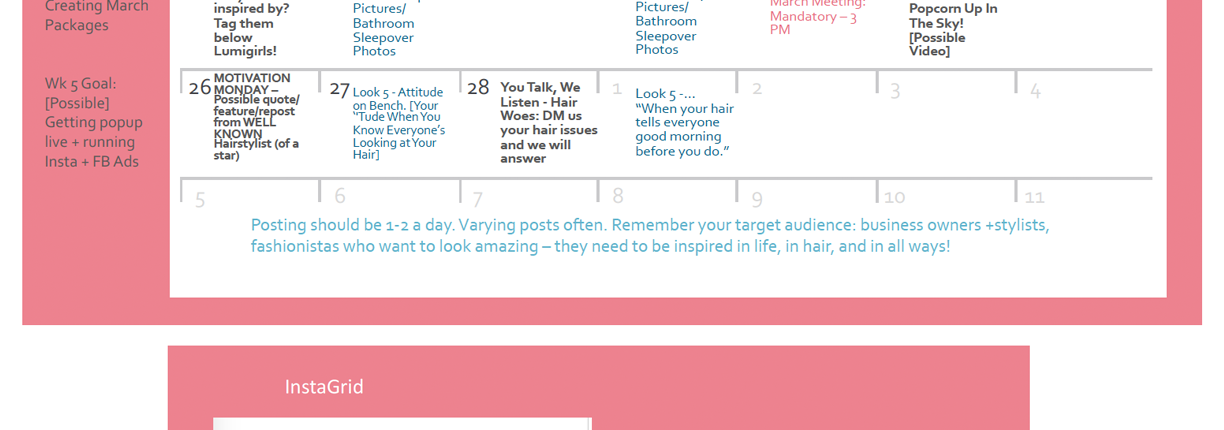 Creating March
Packages
inspired by?
Tag them
below
Lumigirls!
Pictures/
Bathroom
Sleepover
Photos
Pictures/
Bathroom
Sleepover
Photos
March Meeting:
Mandatory – 3
PM
Popcorn Up In
The Sky!
[Possible
Video]
Wk 5 Goal:
[Possible]
Getting popup
live + running
Insta + FB Ads
26
MOTIVATION
MONDAY –
Possible quote/
feature/repost
from WELL
KNOWN
Hairstylist (of a
star)
27
Look 5 - Attitude
on Bench. [Your
‘'Tude When You
Know Everyone’s
Looking at Your
Hair]
28
You Talk, We
Listen - Hair
Woes: DM us
your hair issues
and we will
answer
1
Look 5 -...
“When your hair
tells everyone
good morning
before you do.”
2
3
4
5
6
7
8
9
10
11
Posting should be 1-2 a day. Varying posts often. Remember your target audience: business owners +stylists,
fashionistas who want to look amazing – they need to be inspired in life, in hair, and in all ways!
InstaGrid